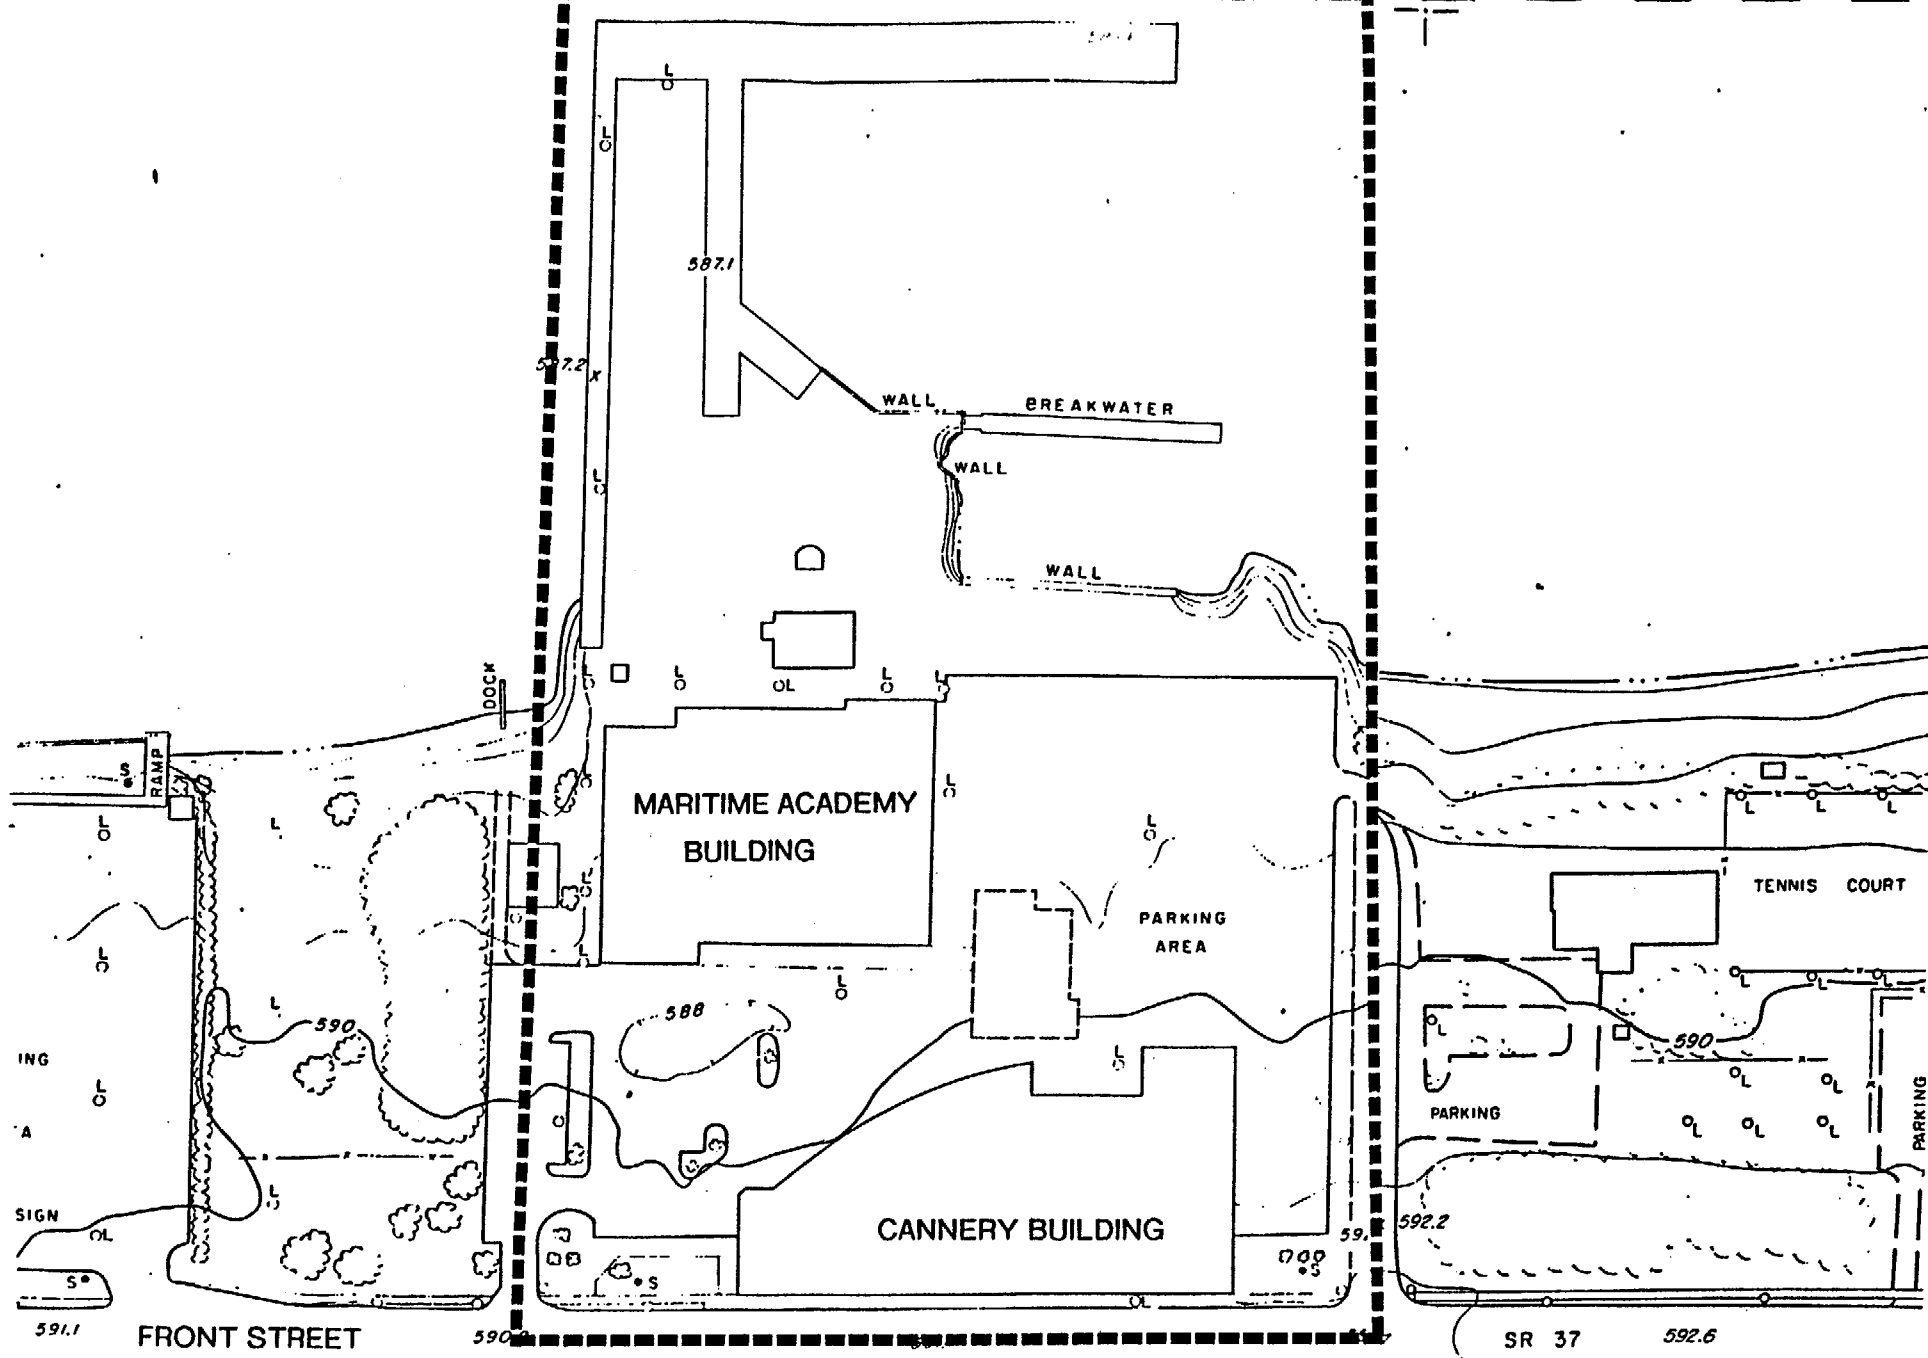 L
L
587.1
L
WALL
BREAKWATER
WALL
WALL
DOCK
L
L
L
L
L
RAMP
S
L
L
L
L
L
L
L
L
MARITIME ACADEMY
BUILDING
L
L
L
TENNIS COURT
PARKING
AREA
L
L
L
L
L
L
L
L
588
590
L
590
ING
L
L
L
L
PARKING
L
L
L
PARKING
A
L
SIGN
L
CANNERY BUILDING
592.2
S
S
S
L
591.1
FRONT STREET
SR 37
592.6